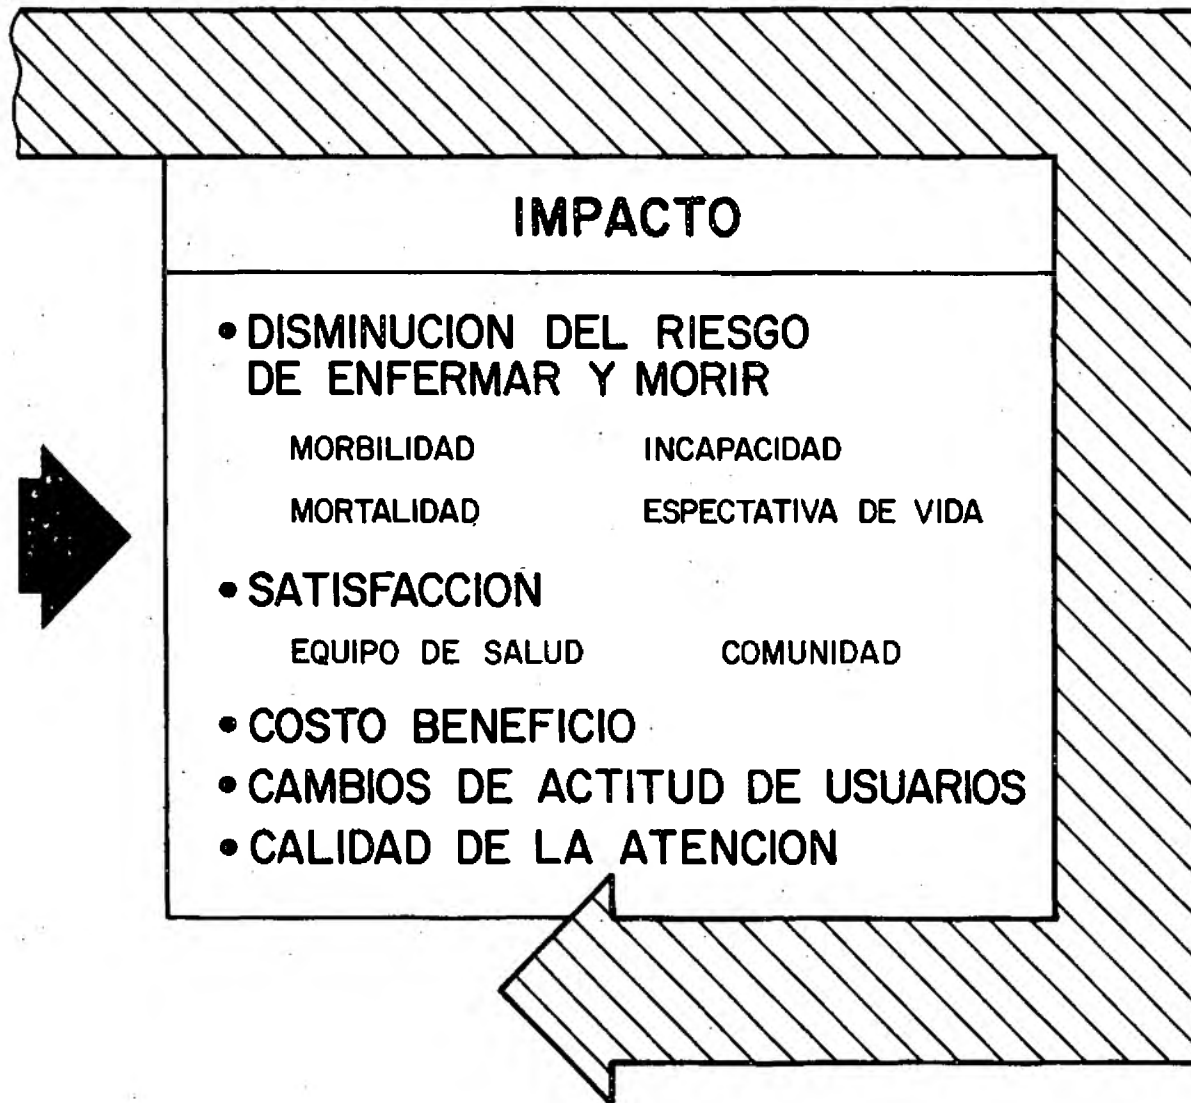 IMPACTO
• DISMINUCION DEL RIESGO
DE ENFERMAR Y MORIR
MORBILIDAD INCAPACIDAD
MORTALIDAD ESPECTATIVA DE VIDA
• SATISFACCION
EQUIPO DE SALUD COMUNIDAD
• COSTO BENEFICIO
• CAMBIOS DE ACTITUD DE USUARIOS
• CALIDAD DE LA ATENCION